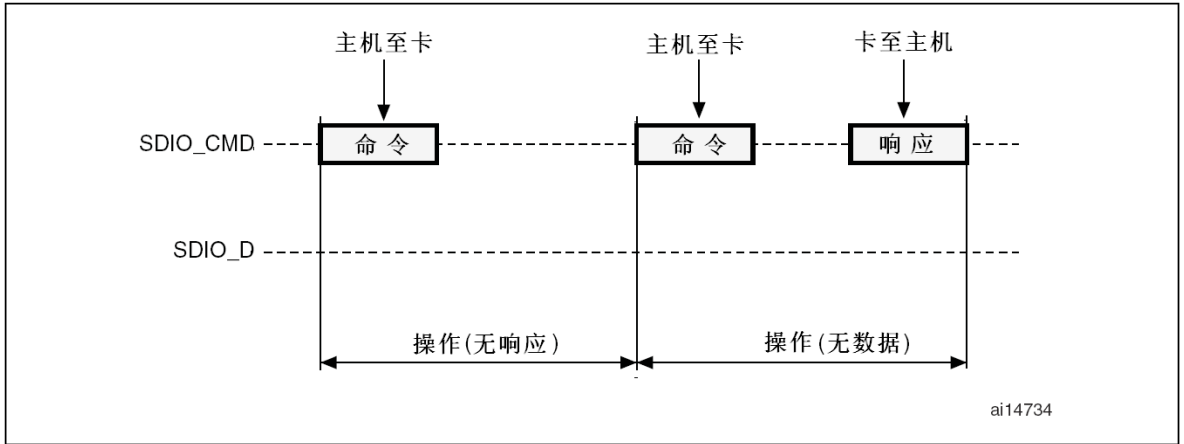 主机至卡 主机至卡 卡至主机
SDIO_CMD 命令 命令 响应
SDIO_D
操作(无响应) 操作(无数据)
ai14734